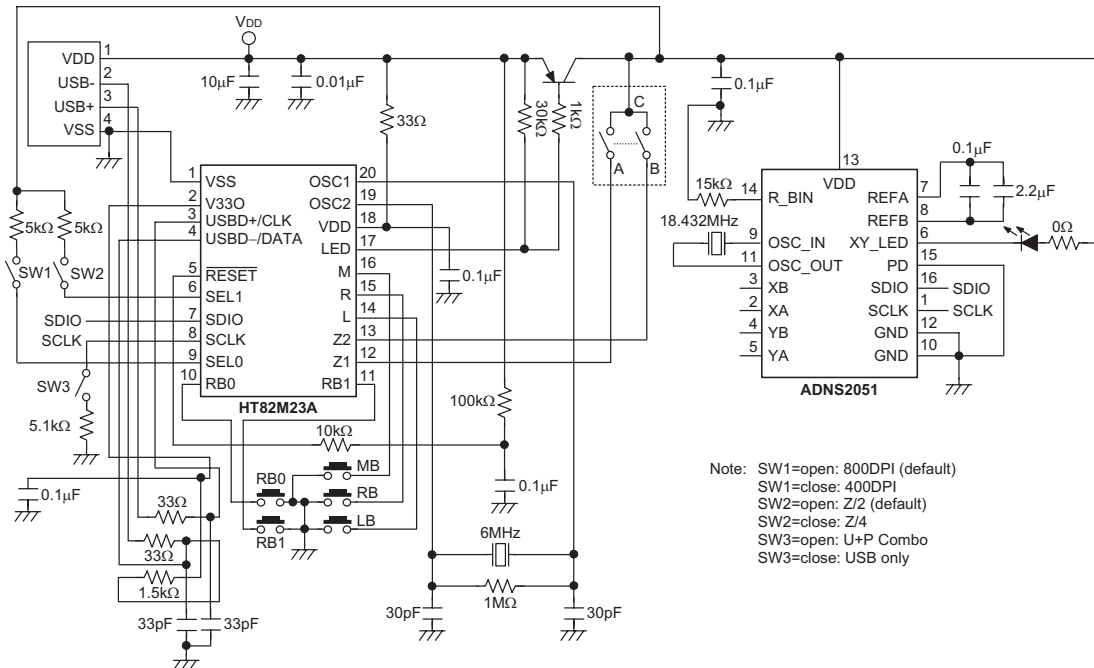 VDD
VDD
USB-
USB+
VSS
1
2
3
4
10μF
0.01μF
33Ω
30kΩ
1kΩ
C
A
B
0.1μF
15kΩ
18.432MHz
13
VDD
14
R_BIN
9
OSC_IN
11
OSC_OUT
3
XB
2
XA
4
YB
5
YA
REFA
7
REFB
8
XY_LED
6
PD
15
SDIO
16
SDIO
SCLK
1
SCLK
GND
12
GND
10
ADNS2051
0.1μF
2.2μF
0Ω
5kΩ
5kΩ
SW1
SW2
SDIO
SCLK
SW3
5.1kΩ
1
VSS
2
V33O
3
USBD+/CLK
4
USBD–/DATA
5
RESET
6
SEL1
7
SDIO
8
SCLK
9
SEL0
10
RB0
OSC1
20
OSC2
19
VDD
18
LED
17
M
16
R
15
L
14
Z2
13
Z1
12
RB1
11
HT82M23A
0.1μF
100kΩ
10kΩ
0.1μF
0.1μF
RB0
MB
RB
RB1
LB
33Ω
33Ω
1.5kΩ
33pF
33pF
6MHz
1MΩ
30pF
30pF
Note: SW1=open: 800DPI (default)
SW1=close: 400DPI
SW2=open: Z/2 (default)
SW2=close: Z/4
SW3=open: U+P Combo
SW3=close: USB only